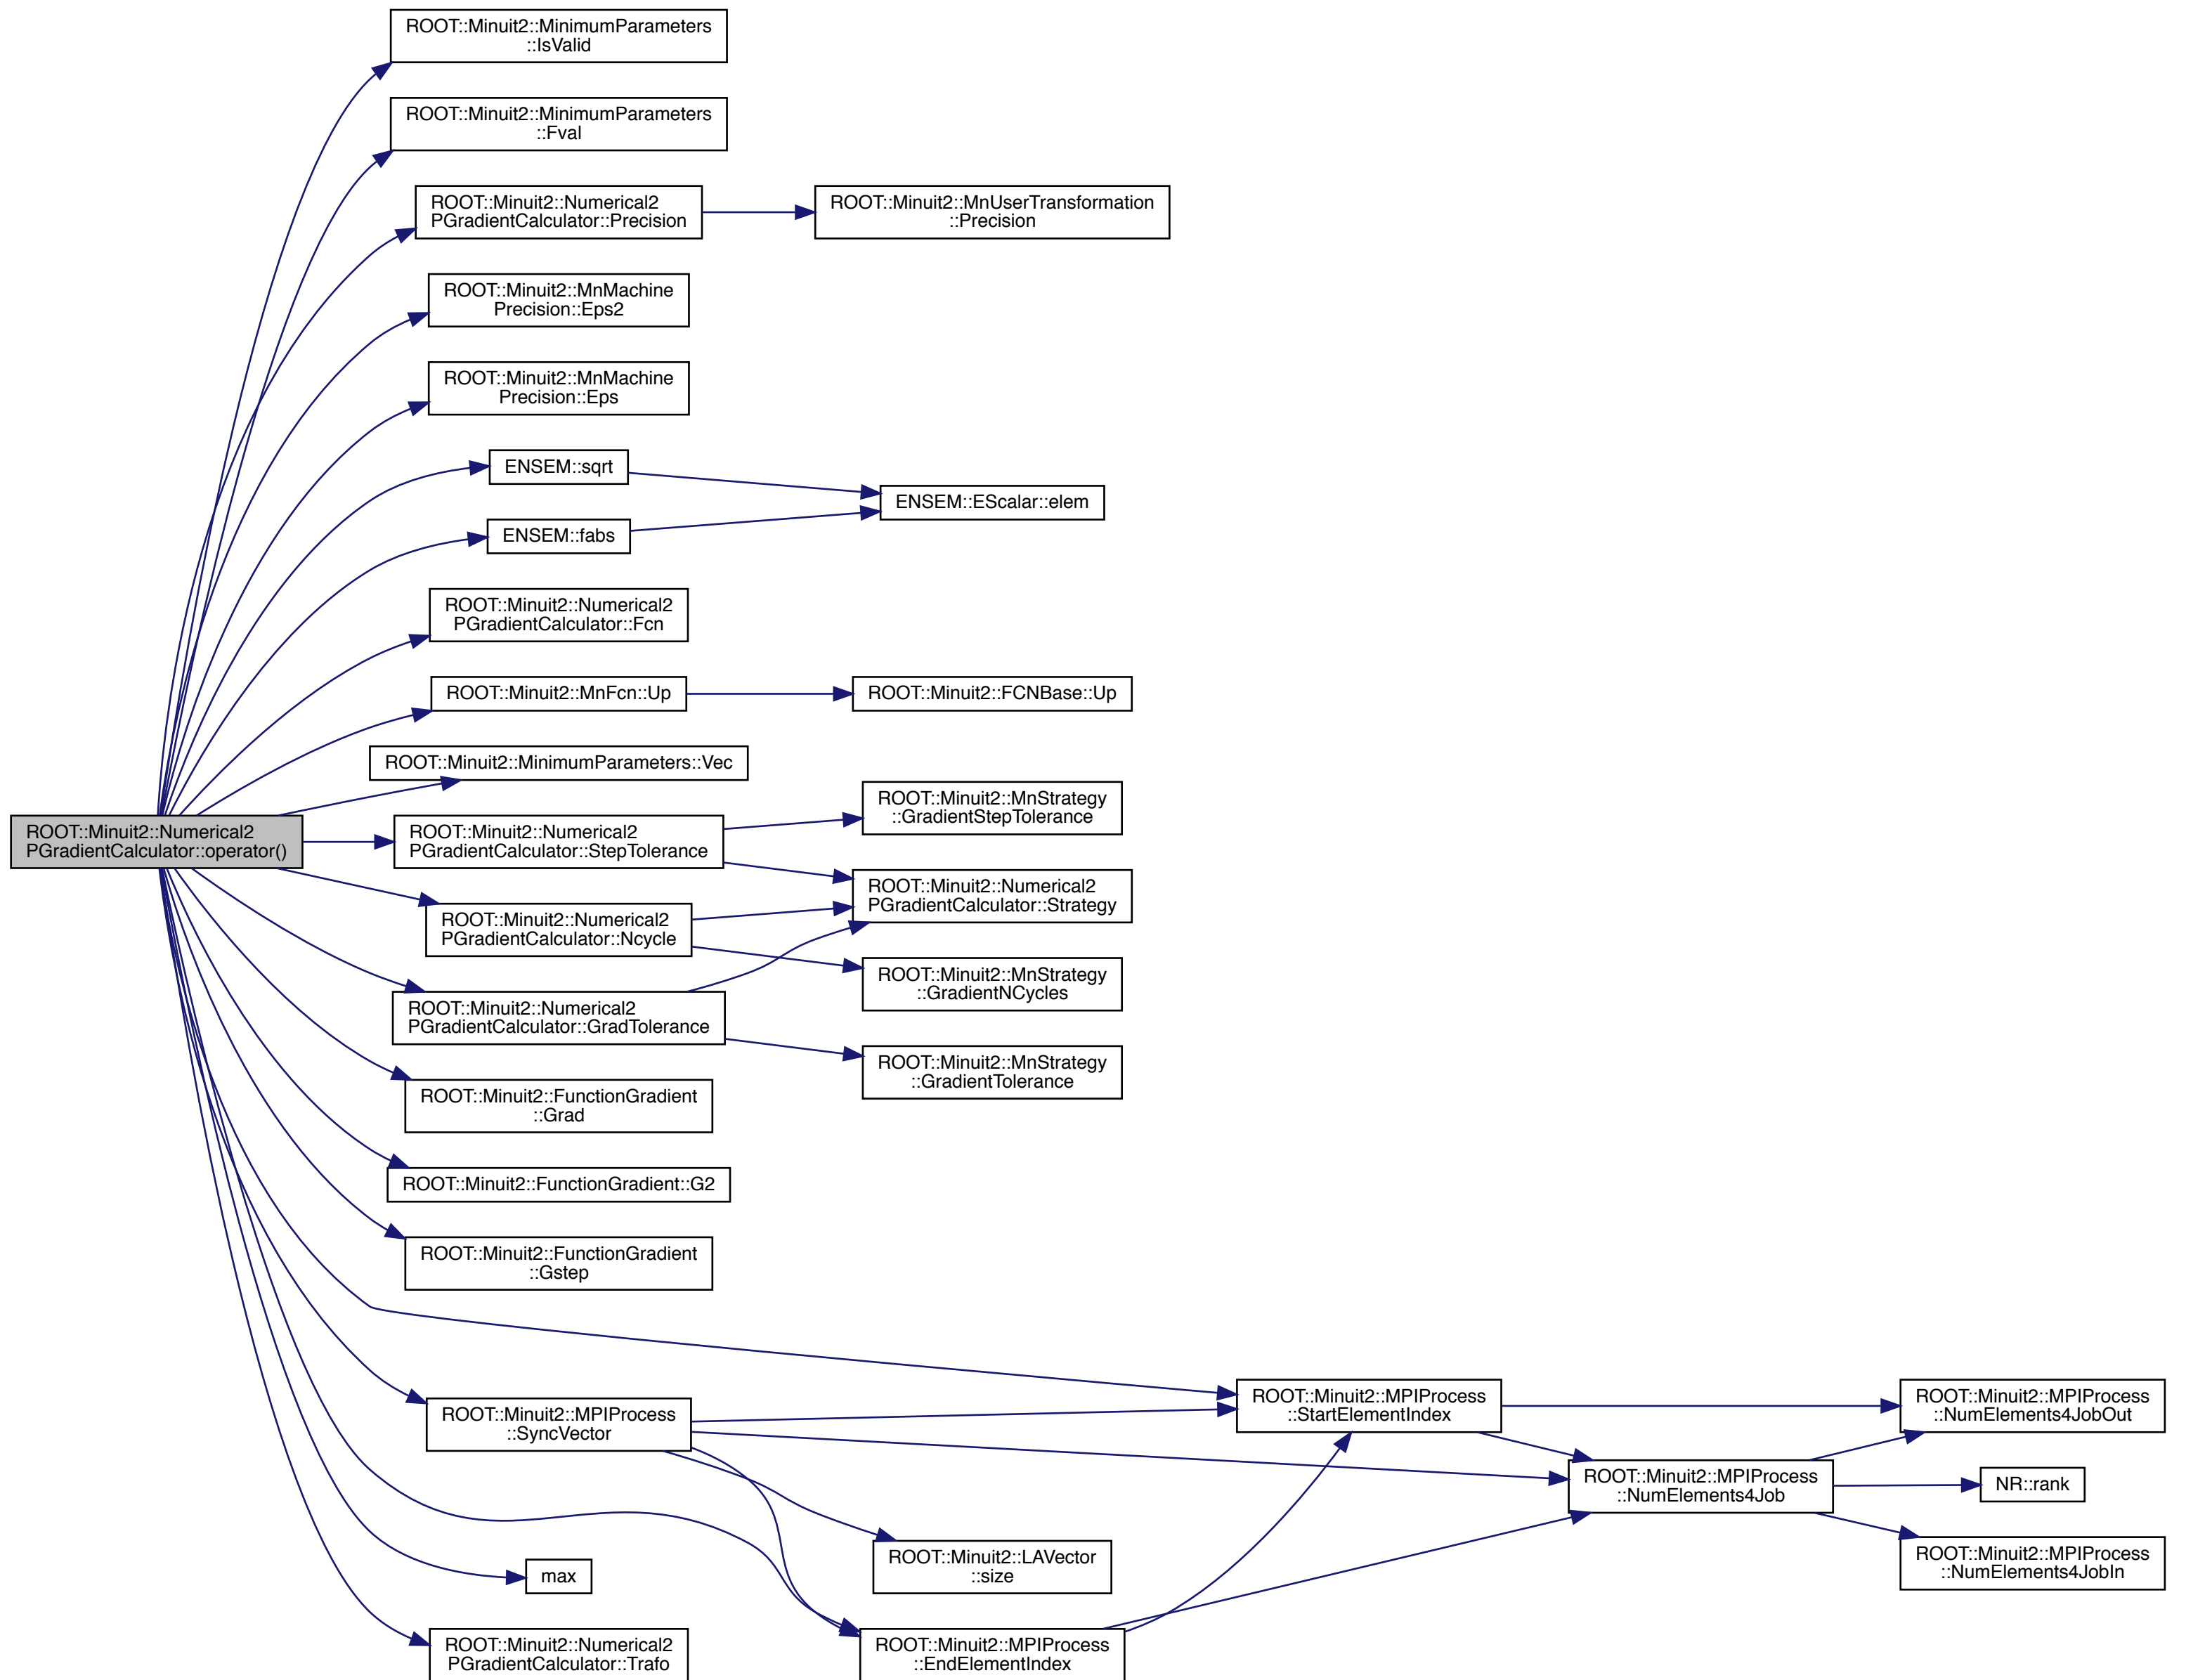 ROOT::Minuit2::MinimumParameters
::IsValid
ROOT::Minuit2::MinimumParameters
::Fval
ROOT::Minuit2::Numerical2
PGradientCalculator::Precision
ROOT::Minuit2::MnUserTransformation
::Precision
ROOT::Minuit2::MnMachine
Precision::Eps2
ROOT::Minuit2::MnMachine
Precision::Eps
ENSEM::sqrt
ENSEM::EScalar::elem
ENSEM::fabs
ROOT::Minuit2::Numerical2
PGradientCalculator::Fcn
ROOT::Minuit2::MnFcn::Up
ROOT::Minuit2::FCNBase::Up
ROOT::Minuit2::MinimumParameters::Vec
ROOT::Minuit2::Numerical2
PGradientCalculator::operator()
ROOT::Minuit2::Numerical2
PGradientCalculator::StepTolerance
ROOT::Minuit2::MnStrategy
::GradientStepTolerance
ROOT::Minuit2::Numerical2
PGradientCalculator::Strategy
ROOT::Minuit2::Numerical2
PGradientCalculator::Ncycle
ROOT::Minuit2::MnStrategy
::GradientNCycles
ROOT::Minuit2::Numerical2
PGradientCalculator::GradTolerance
ROOT::Minuit2::MnStrategy
::GradientTolerance
ROOT::Minuit2::FunctionGradient
::Grad
ROOT::Minuit2::FunctionGradient::G2
ROOT::Minuit2::FunctionGradient
::Gstep
ROOT::Minuit2::MPIProcess
::SyncVector
ROOT::Minuit2::MPIProcess
::StartElementIndex
ROOT::Minuit2::MPIProcess
::NumElements4JobOut
ROOT::Minuit2::MPIProcess
::NumElements4Job
NR::rank
ROOT::Minuit2::MPIProcess
::NumElements4JobIn
ROOT::Minuit2::LAVector
::size
max
ROOT::Minuit2::Numerical2
PGradientCalculator::Trafo
ROOT::Minuit2::MPIProcess
::EndElementIndex